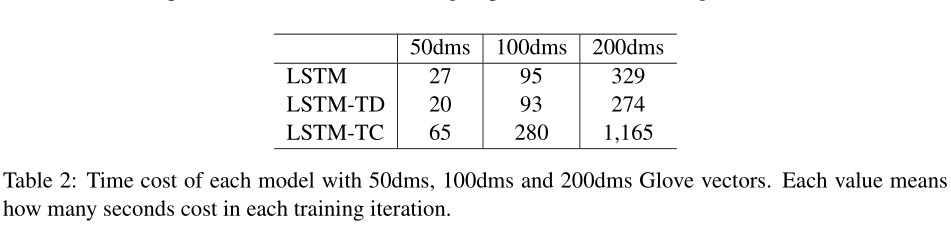 50dms 100dms 200dms
LSTM 27 95 329
LSTM-TD 20 93 274
LSTM-TC 65 280 1,165
Table 2: Time cost of each model with 50dms, 100dms and 200dms Glove vectors. Each value means
how many seconds cost in each training iteration.